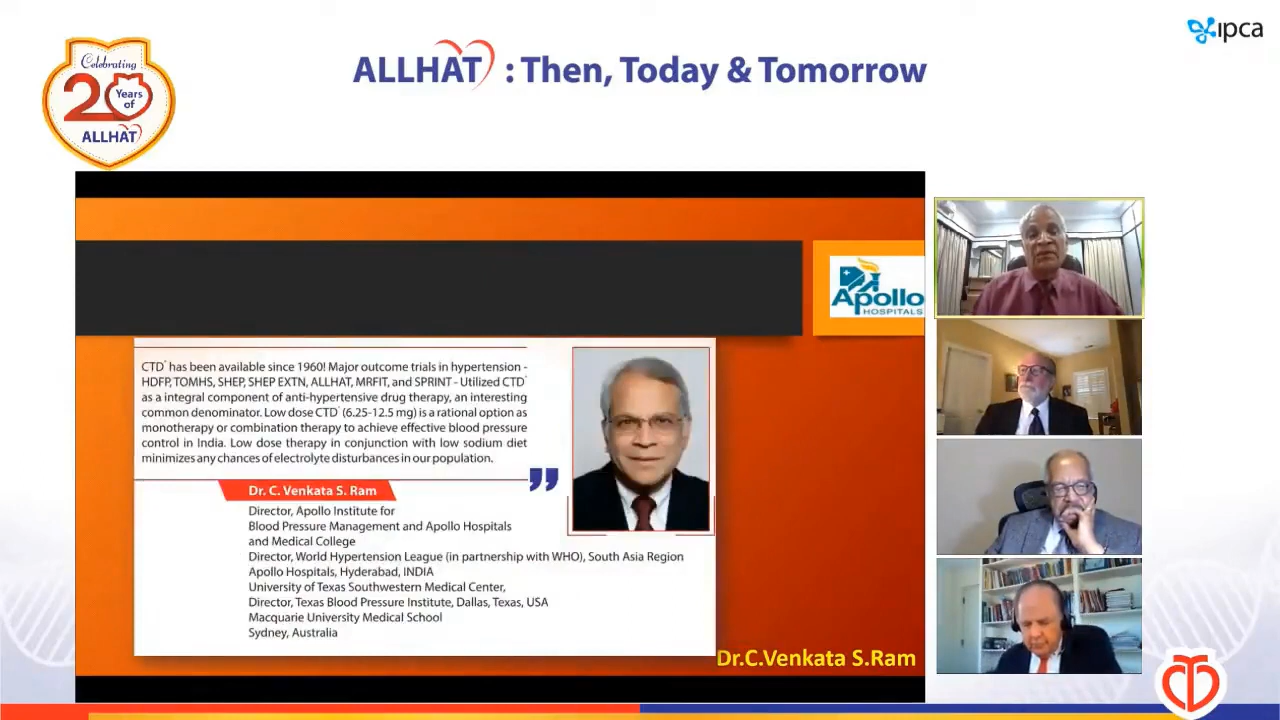 ipca
Celebrating
20
Years
of
ALLHAT
ALLHAT : Then, Today & Tomorrow
Apollo
HOSPITALS
CTD* has been available since 1960! Major outcome trials in hypertension -
HDFP, TOMHS, SHEP, SHEP EXTN, ALLHAT, MRFIT, and SPRINT - Utilized CTD*
as a integral component of anti-hypertensive drug therapy, an interesting
common denominator. Low dose CTD* (6.25-12.5 mg) is a rational option as
monotherapy or combination therapy to achieve effective blood pressure
control in India. Low dose therapy in conjunction with low sodium diet
minimizes any chances of electrolyte disturbances in our population.
”
Dr. C. Venkata S. Ram
Director, Apollo Institute for
Blood Pressure Management and Apollo Hospitals
and Medical College
Director, World Hypertension League (in partnership with WHO), South Asia Region
Apollo Hospitals, Hyderabad, INDIA
University of Texas Southwestern Medical Center,
Director, Texas Blood Pressure Institute, Dallas, Texas, USA
Macquarie University Medical School
Sydney, Australia
Dr.C.Venkata S.Ram